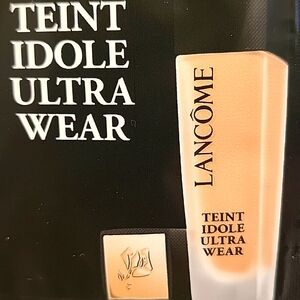 TEINT
IDOLE
ULTRA
WEAR
LANCÔME
TEINT
IDOLE
ULTRA
WEAR